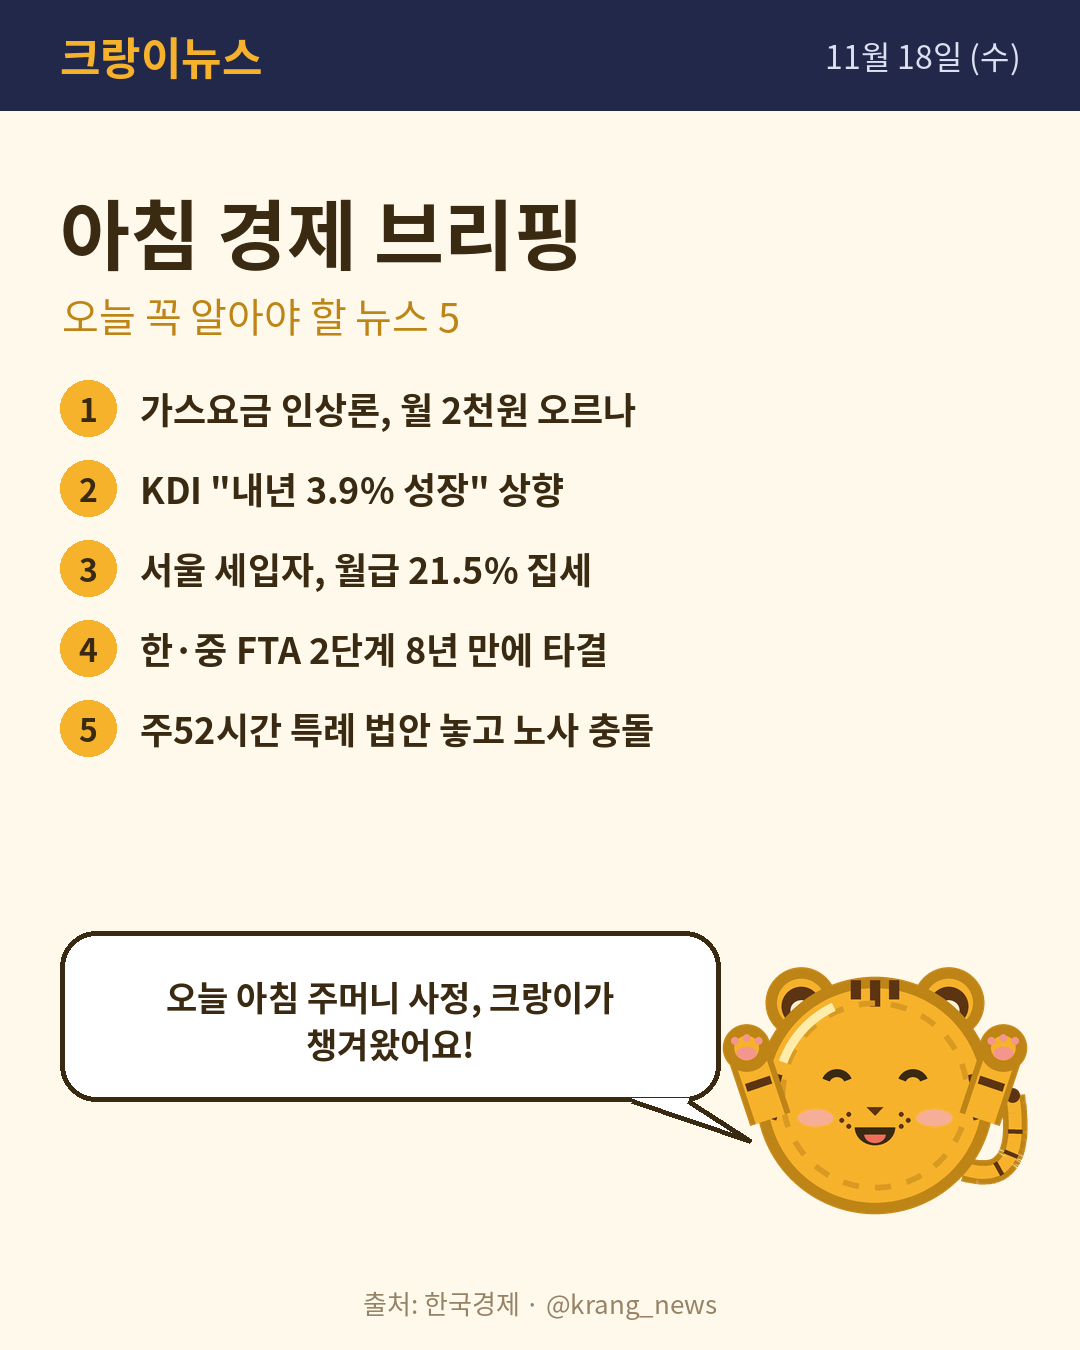 크랑이뉴스
11월 18일 (수)
아침 경제 브리핑
오늘 꼭 알아야 할 뉴스 5
1 가스요금 인상론, 월 2천원 오르나
2 KDI "내년 3.9% 성장" 상향
3 서울 세입자, 월급 21.5% 집세
4 한·중 FTA 2단계 8년 만에 타결
5 주52시간 특례 법안 놓고 노사 충돌
오늘 아침 주머니 사정, 크랑이가
챙겨왔어요!
출처: 한국경제 · @krang_news